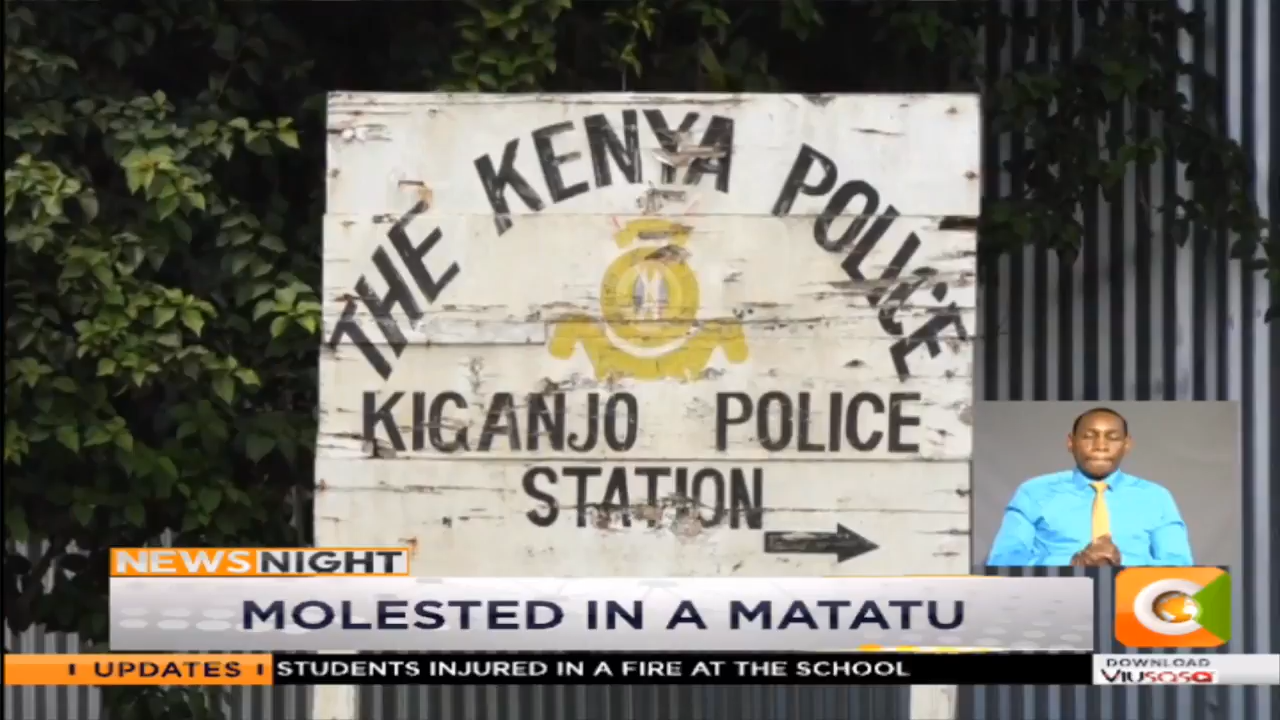 THE KENYA POLICE
KIGANJO POLICE
STATION
NEWSNIGHT
MOLESTED IN A MATATU
UPDATES
STUDENTS INJURED IN A FIRE AT THE SCHOOL
DOWNLOAD
VIUSASA